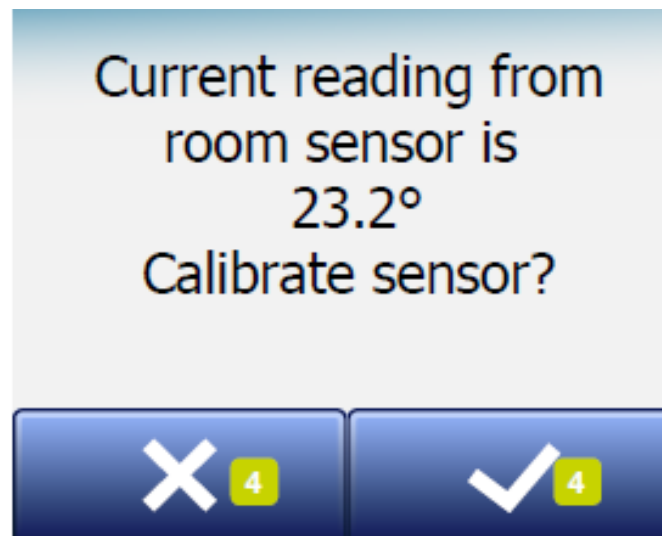 Current reading from
room sensor is
23.2°
Calibrate sensor?
4 4